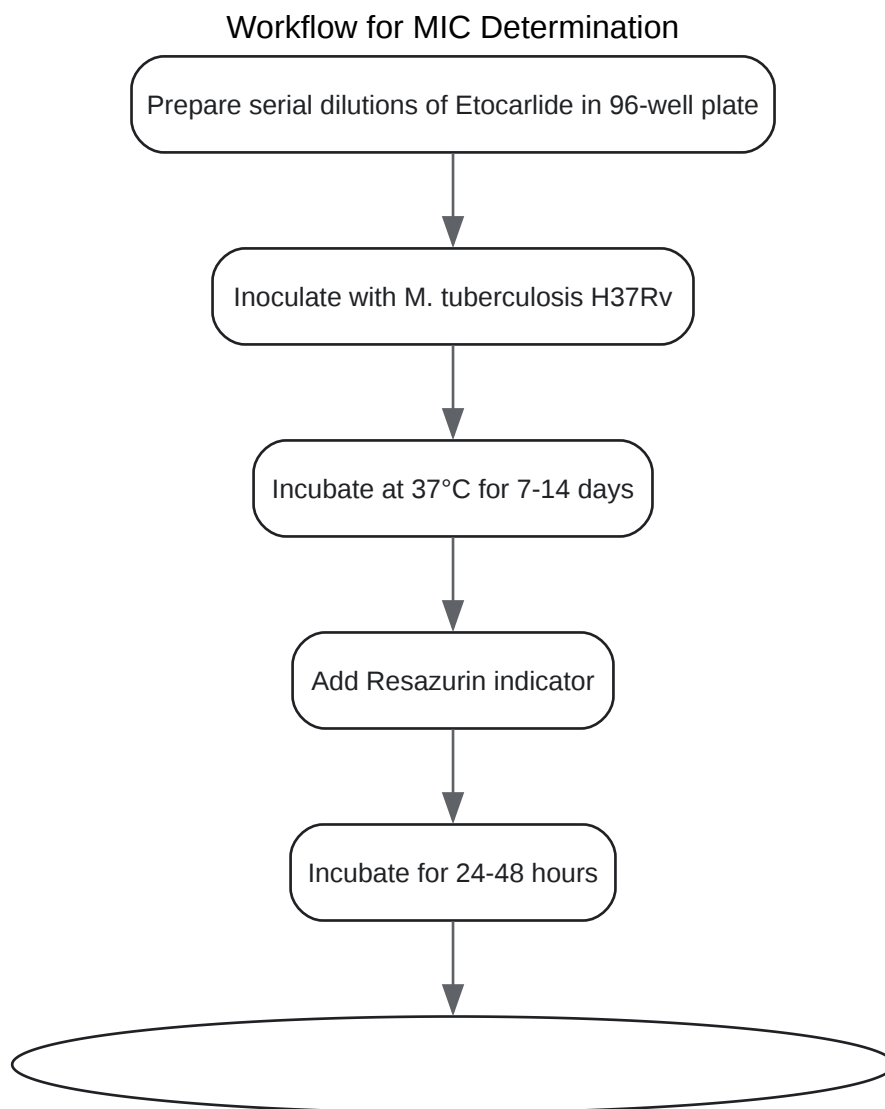 Workflow for MIC Determination
Prepare serial dilutions of Etocarlide in 96-well plate
Inoculate with M. tuberculosis H37Rv
Incubate at 37°C for 7-14 days
Add Resazurin indicator
Incubate for 24-48 hours